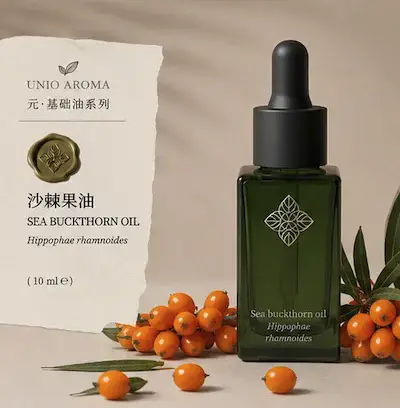 UNIO AROMA
元·基础油系列
沙棘果油
SEA BUCKTHORN OIL
Hippophae rhamnoides
( 10 ml ℮)
Sea buckthorn oil
Hippophae
rhamnoides